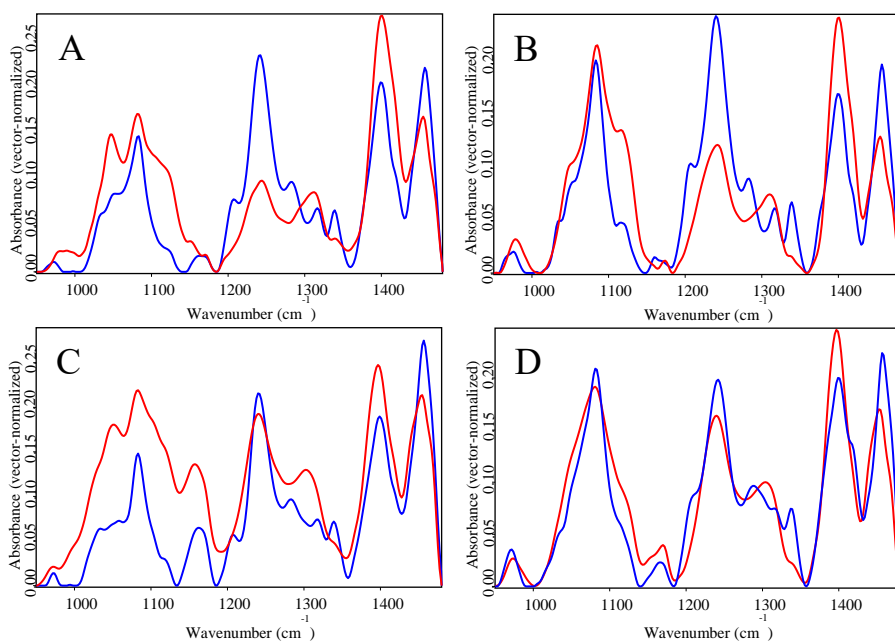 A
Absorbance (vector-normalized)
0.00 0.05 0.10 0.15 0.20 0.25
1000 1100 1200 1300 1400
Wavenumber (cm-1)
B
Absorbance (vector-normalized)
0.00 0.05 0.10 0.15 0.20
1000 1100 1200 1300 1400
Wavenumber (cm-1)
C
Absorbance (vector-normalized)
0.00 0.05 0.10 0.15 0.20 0.25
1000 1100 1200 1300 1400
Wavenumber (cm-1)
D
Absorbance (vector-normalized)
0.00 0.05 0.10 0.15 0.20
1000 1100 1200 1300 1400
Wavenumber (cm-1)